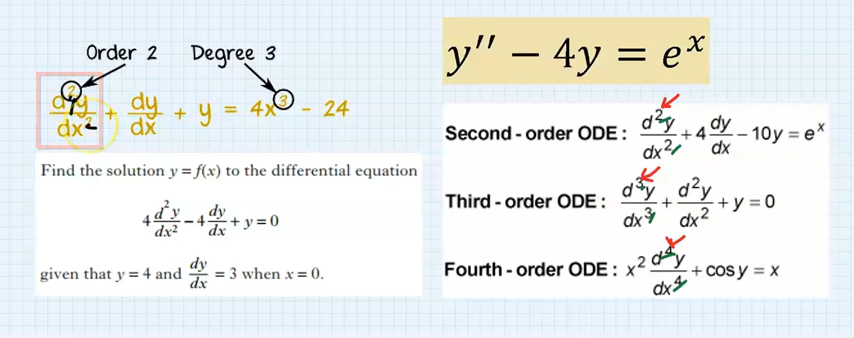 Order 2 Degree 3
d²y/dx² + dy/dx + y = 4x³ - 24
Find the solution y = f(x) to the differential equation
4 d²y/dx² − 4 dy/dx + y = 0
given that y = 4 and dy/dx = 3 when x = 0.
y′′ − 4y = eˣ
Second - order ODE : d²y/dx² + 4 dy/dx − 10y = eˣ
Third - order ODE : d³y/dx³ + d²y/dx² + y = 0
Fourth - order ODE : x² d⁴y/dx⁴ + cos y = x